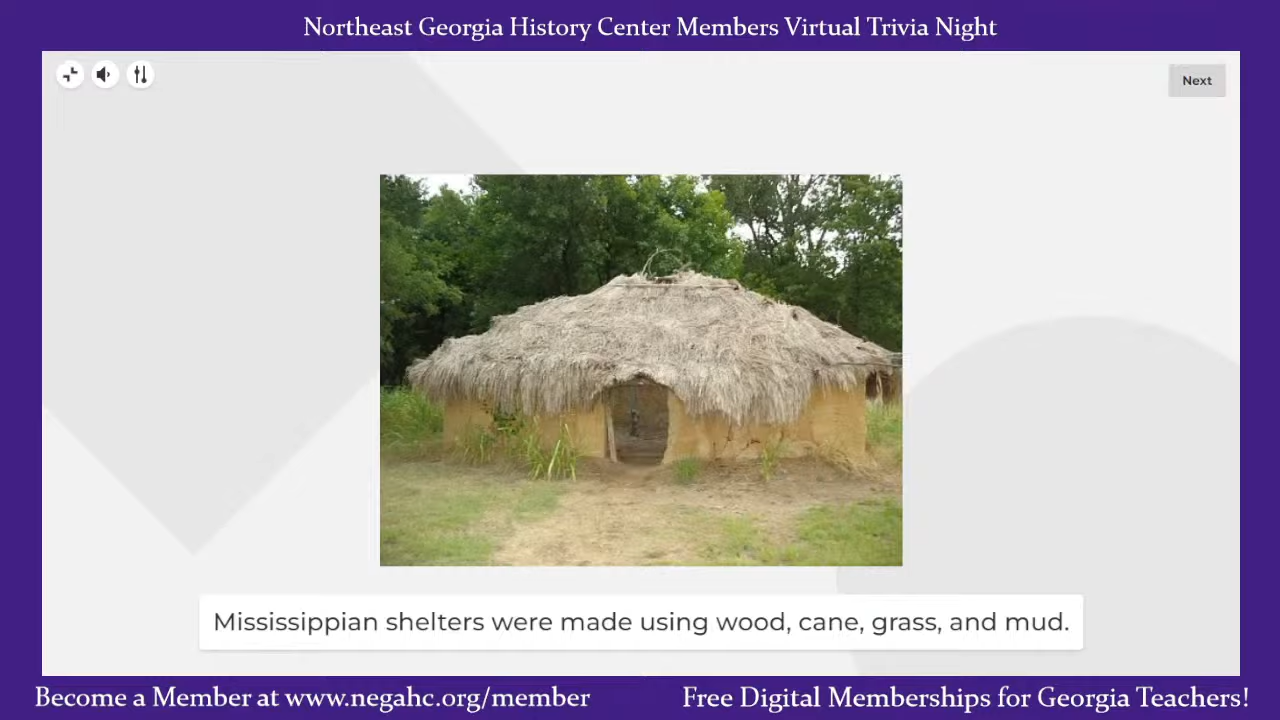 Northeast Georgia History Center Members Virtual Trivia Night
Next
Mississippian shelters were made using wood, cane, grass, and mud.
Become a Member at www.negahc.org/member
Free Digital Memberships for Georgia Teachers!